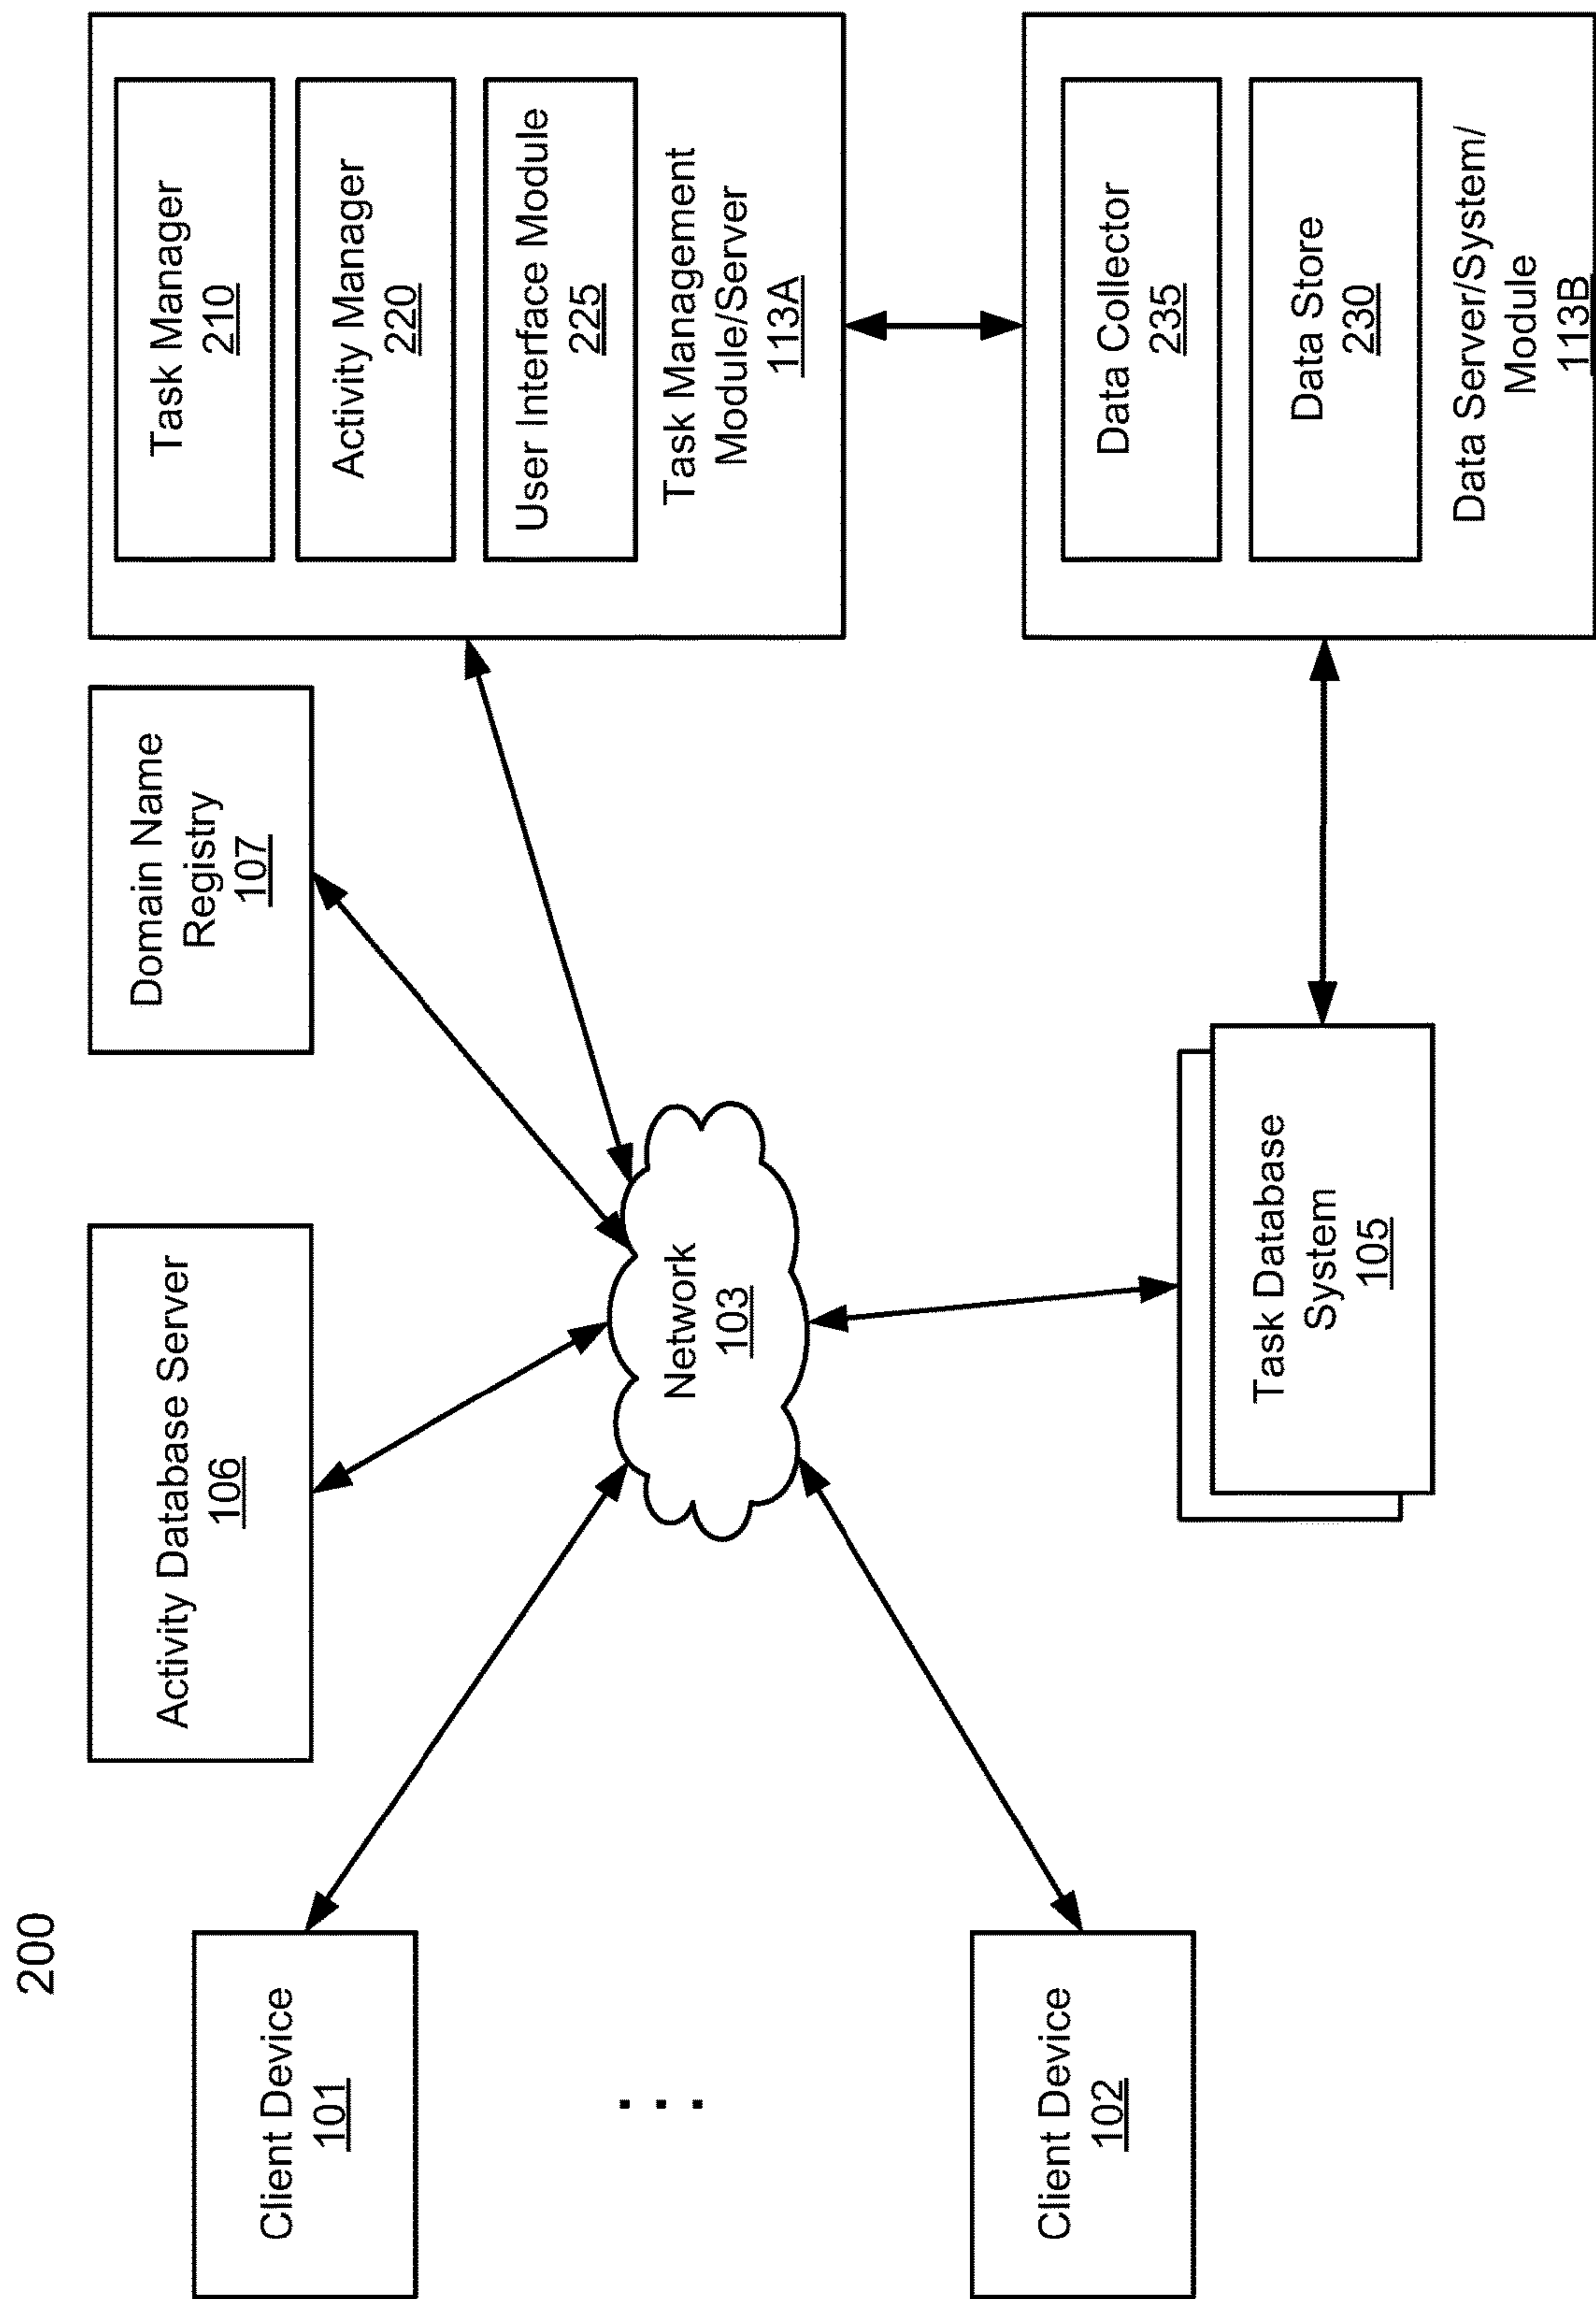 200
Client Device
101
. . .
Client Device
102
Activity Database Server
106
Domain Name
Registry
107
Network
103
Task Database
System
105
Task Manager
210
Activity Manager
220
User Interface Module
225
Task Management
Module/Server
113A
Data Collector
235
Data Store
230
Data Server/System/
Module
113B